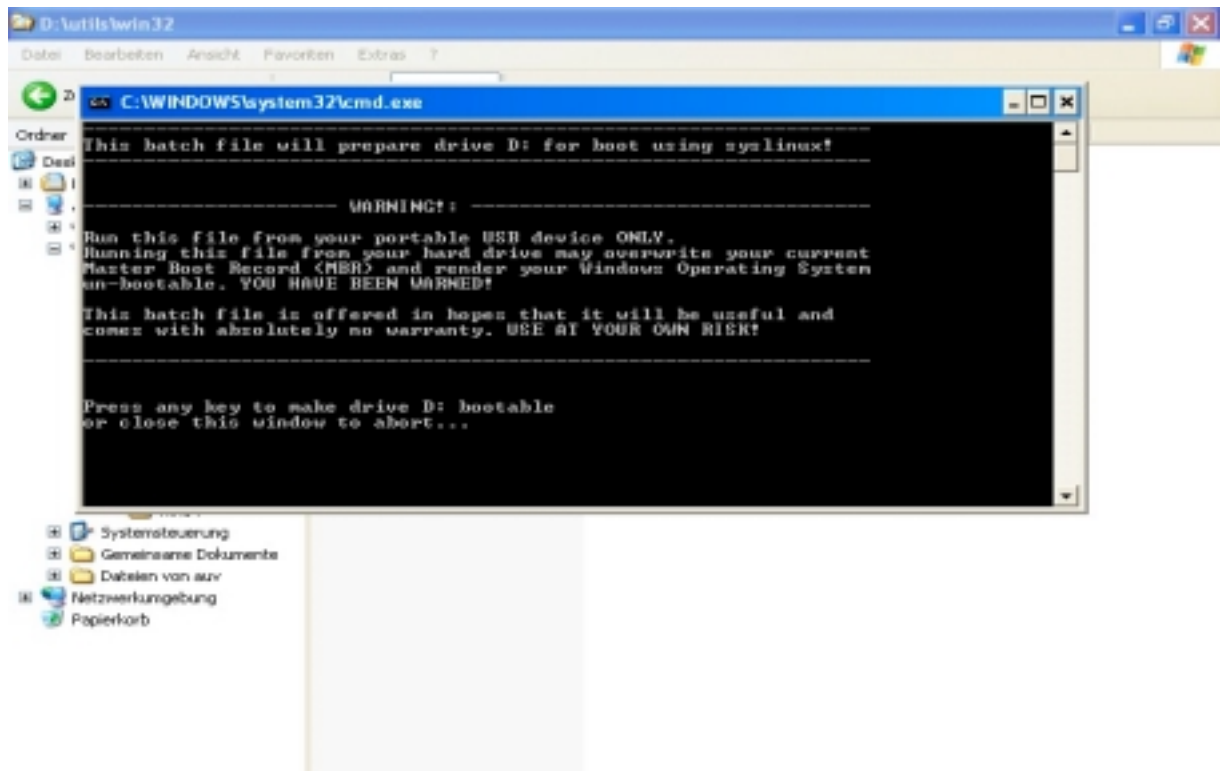 D:\utils\win32
Datei Bearbeiten Ansicht Favoriten Extras ?
C:\WINDOWS\system32\cmd.exe
Ordner
This batch file will prepare drive D: for boot using syslinux!
WARNING!:
Run this file from your portable USB device ONLY.
Running this file from your hard drive may overwrite your current
Master Boot Record (MBR) and render your Windows Operating System
un-bootable. YOU HAVE BEEN WARNED!
This batch file is offered in hopes that it will be useful and
comes with absolutely no warranty. USE AT YOUR OWN RISK!
Press any key to make drive D: bootable
or close this window to abort...
Systemsteuerung
Gemeinsame Dokumente
Dateien von auv
Netzwerkumgebung
Papierkorb